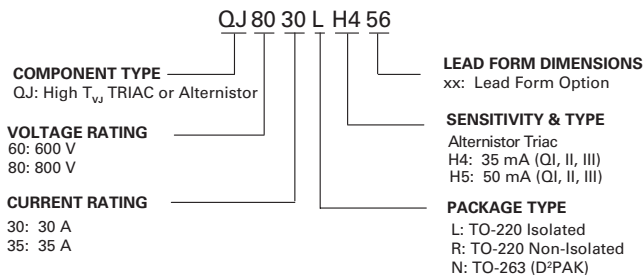 QJ 80 30 L H4 56
COMPONENT TYPE
QJ: High TVJ TRIAC or Alternistor
VOLTAGE RATING
60: 600 V
80: 800 V
CURRENT RATING
30: 30 A
35: 35 A
LEAD FORM DIMENSIONS
xx: Lead Form Option
SENSITIVITY & TYPE
Alternistor Triac
H4: 35 mA (QI, II, III)
H5: 50 mA (QI, II, III)
PACKAGE TYPE
L: TO-220 Isolated
R: TO-220 Non-Isolated
N: TO-263 (D²PAK)